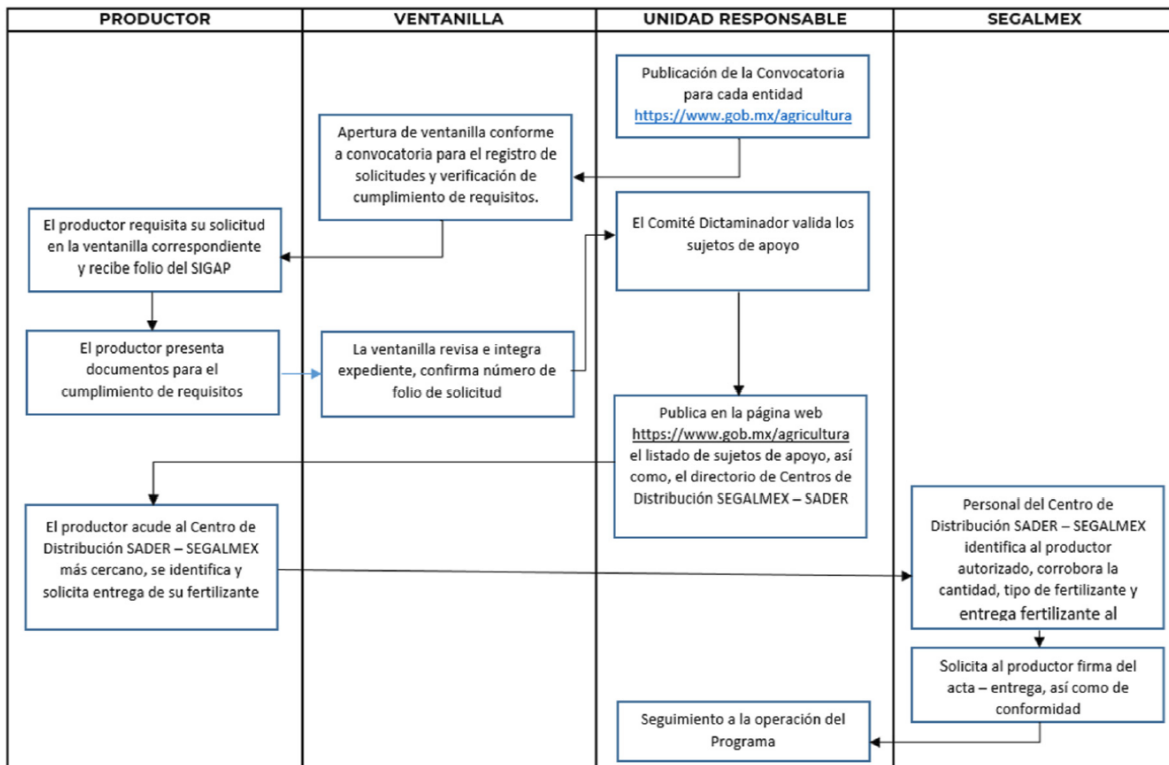 PRODUCTOR
VENTANILLA
UNIDAD RESPONSABLE
SEGALMEX
Publicación de la Convocatoria
para cada entidad
https://www.gob.mx/agricultura
Apertura de ventanilla conforme
a convocatoria para el registro de
solicitudes y verificación de
cumplimiento de requisitos.
El productor requisita su solicitud
en la ventanilla correspondiente
y recibe folio del SIGAP
El productor presenta
documentos para el
cumplimiento de requisitos
La ventanilla revisa e integra
expediente, confirma número de
folio de solicitud
El Comité Dictaminador valida los
sujetos de apoyo
Publica en la página web
https://www.gob.mx/agricultura
el listado de sujetos de apoyo, así
como, el directorio de Centros de
Distribución SEGALMEX – SADER
El productor acude al Centro de
Distribución SADER – SEGALMEX
más cercano, se identifica y
solicita entrega de su fertilizante
Personal del Centro de
Distribución SADER – SEGALMEX
identifica al productor
autorizado, corrobora la
cantidad, tipo de fertilizante y
entrega fertilizante al
Solicita al productor firma del
acta – entrega, así como de
conformidad
Seguimiento a la operación del
Programa